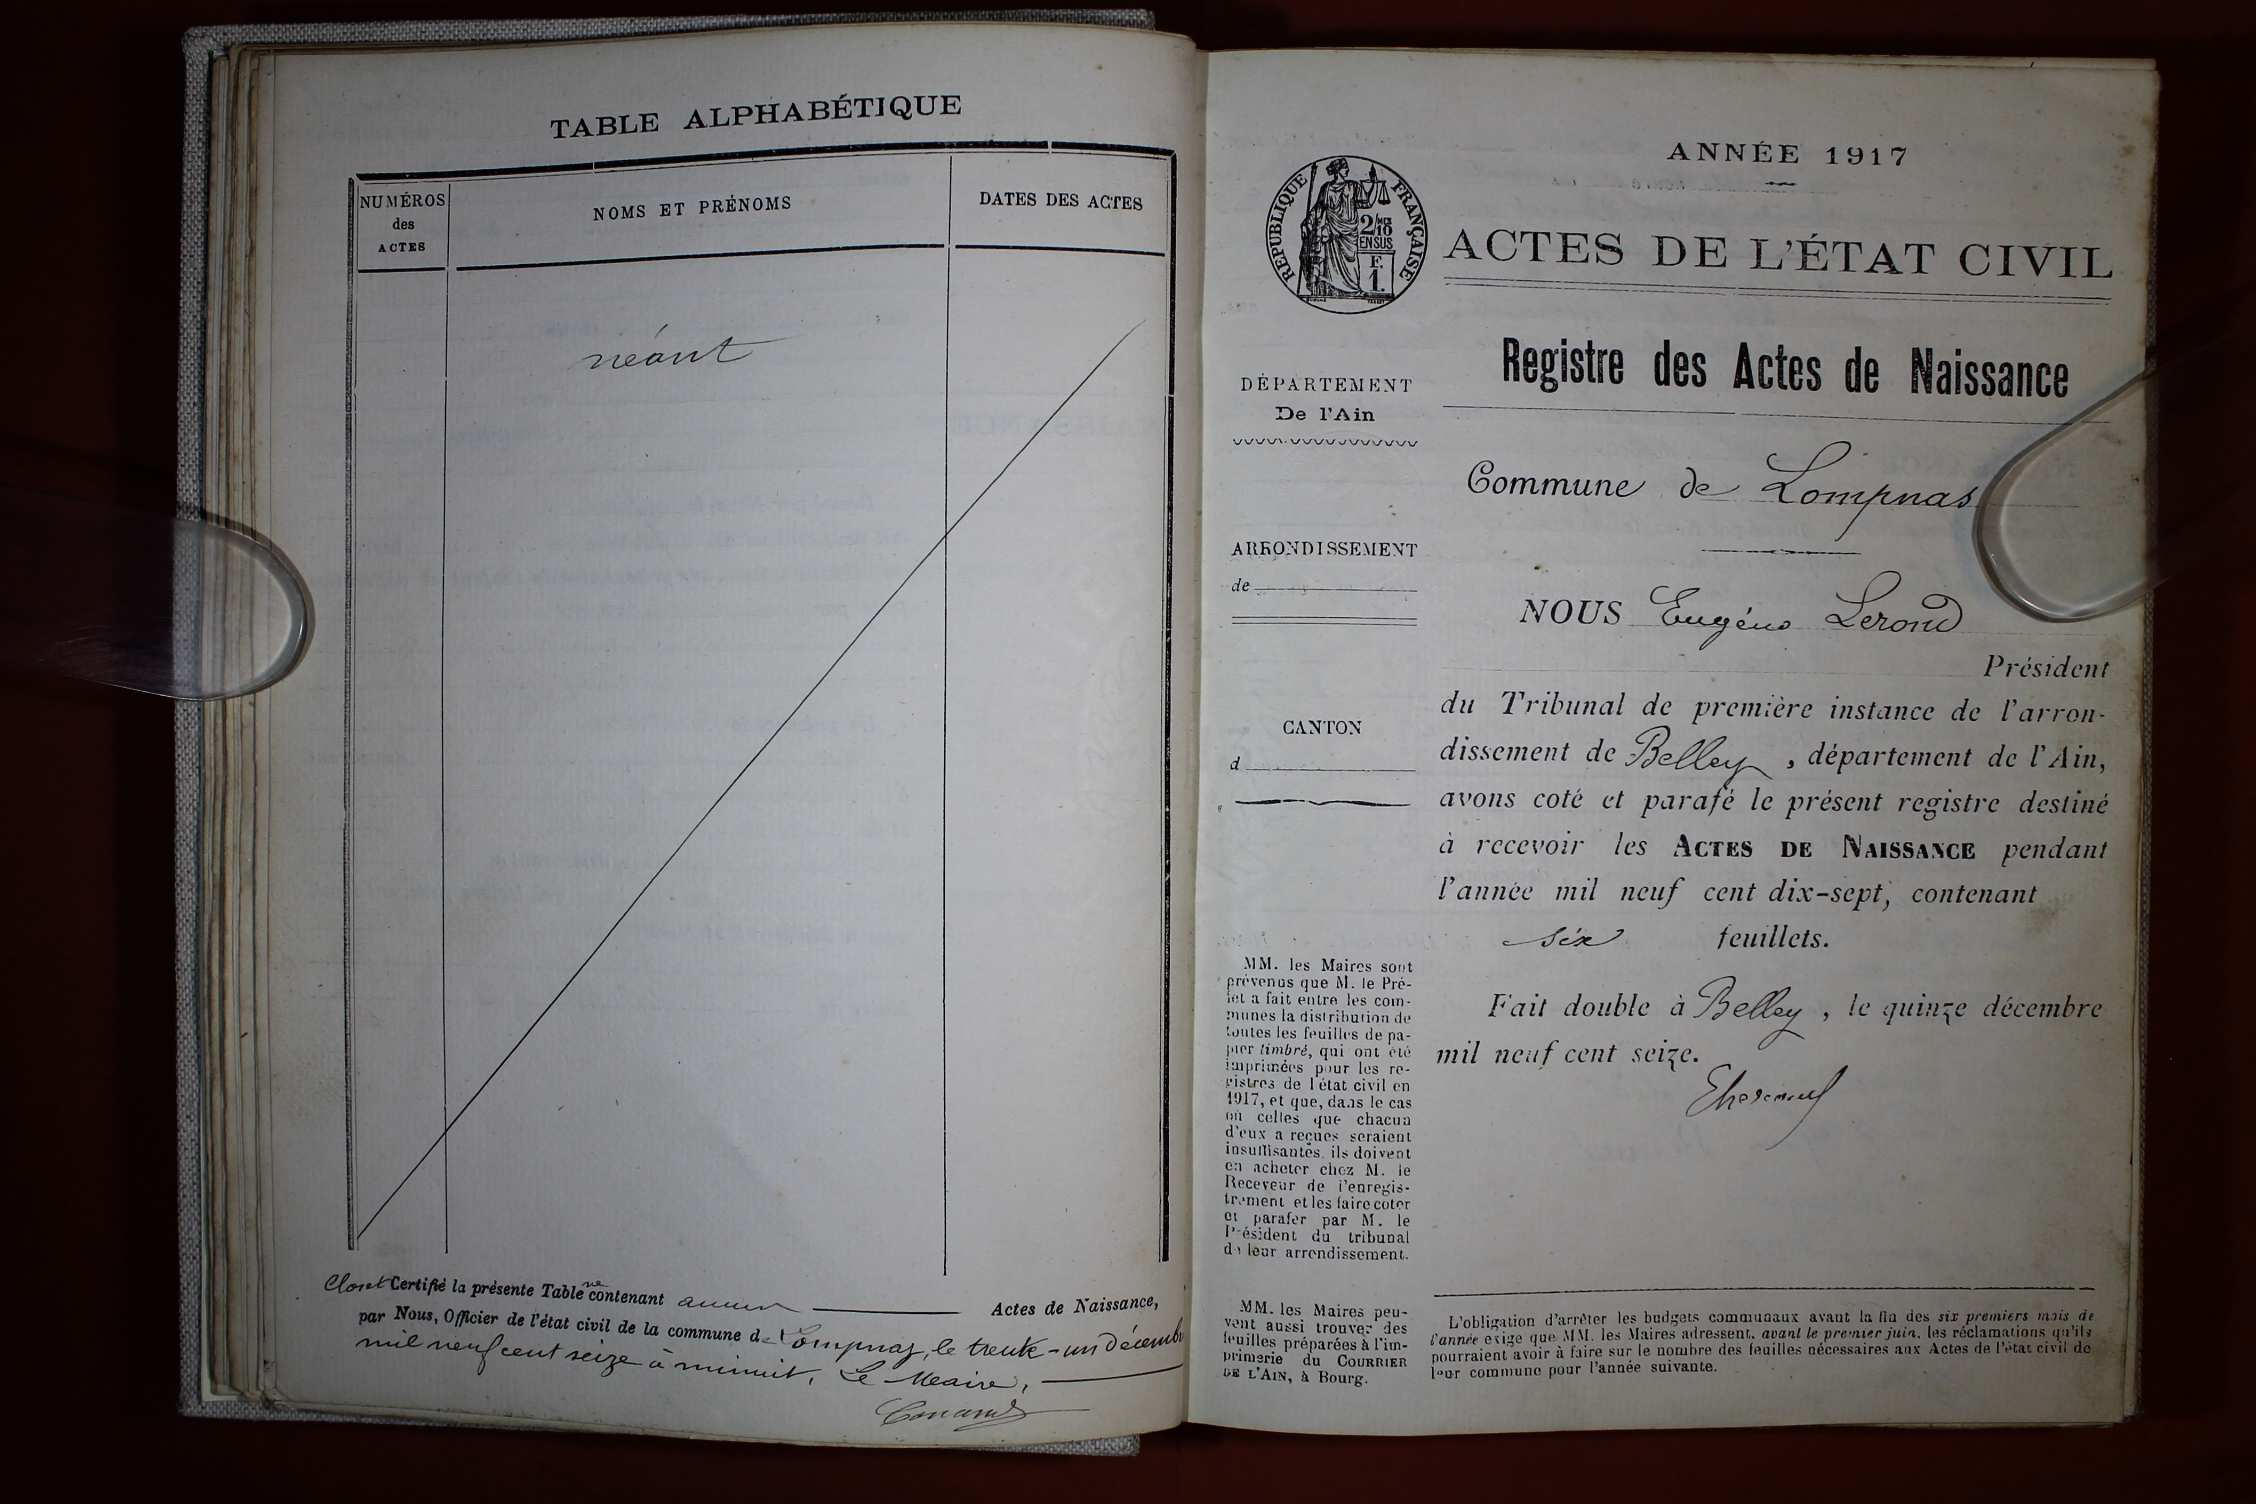 TABLE ALPHABÉTIQUE
NUMÉROS
des
ACTES
NOMS ET PRÉNOMS
DATES DES ACTES
néant
Clos et Certifié la présente Table ne contenant aucun Actes de Naissance,
par Nous, Officier de l'état civil de la commune de Lompnas, le trente-un décembre
mil neuf cent seize à minuit. Le Maire,
ANNÉE 1917
RÉPUBLIQUE FRANÇAISE
2/10
EN SUS
F.
1.
ACTES DE L'ÉTAT CIVIL
Registre des Actes de Naissance
DÉPARTEMENT
De l'Ain
Commune de Lompnas
ARRONDISSEMENT
de
CANTON
d
NOUS Eugène Lerond
Président
du Tribunal de première instance de l'arron-
dissement de Belley, département de l'Ain,
avons coté et parafé le présent registre destiné
à recevoir les ACTES DE NAISSANCE pendant
l'année mil neuf cent dix-sept, contenant
six feuillets.
Fait double à Belley, le quinze décembre
mil neuf cent seize.
MM. les Maires sont
prévenus que M. le Pré-
fet a fait entre les com-
munes la distribution de
toutes les feuilles de pa-
pier timbré, qui ont été
imprimées pour les re-
gistres de l'état civil en
1917, et que, dans le cas
où celles que chacun
d'eux a reçues seraient
insuffisantes, ils doivent
en acheter chez M. le
Receveur de l'enregis-
trement et les faire coter
et parafer par M. le
Président du tribunal
de leur arrondissement.
MM. les Maires peu-
vent aussi trouver des
feuilles préparées à l'im-
primerie du COURRIER
DE L'AIN, à Bourg.
L'obligation d'arrêter les budgets communaux avant la fin des six premiers mois de
l'année exige que MM. les Maires adressent, avant le premier juin, les réclamations qu'ils
pourraient avoir à faire sur le nombre des feuilles nécessaires aux Actes de l'état civil de
leur commune pour l'année suivante.